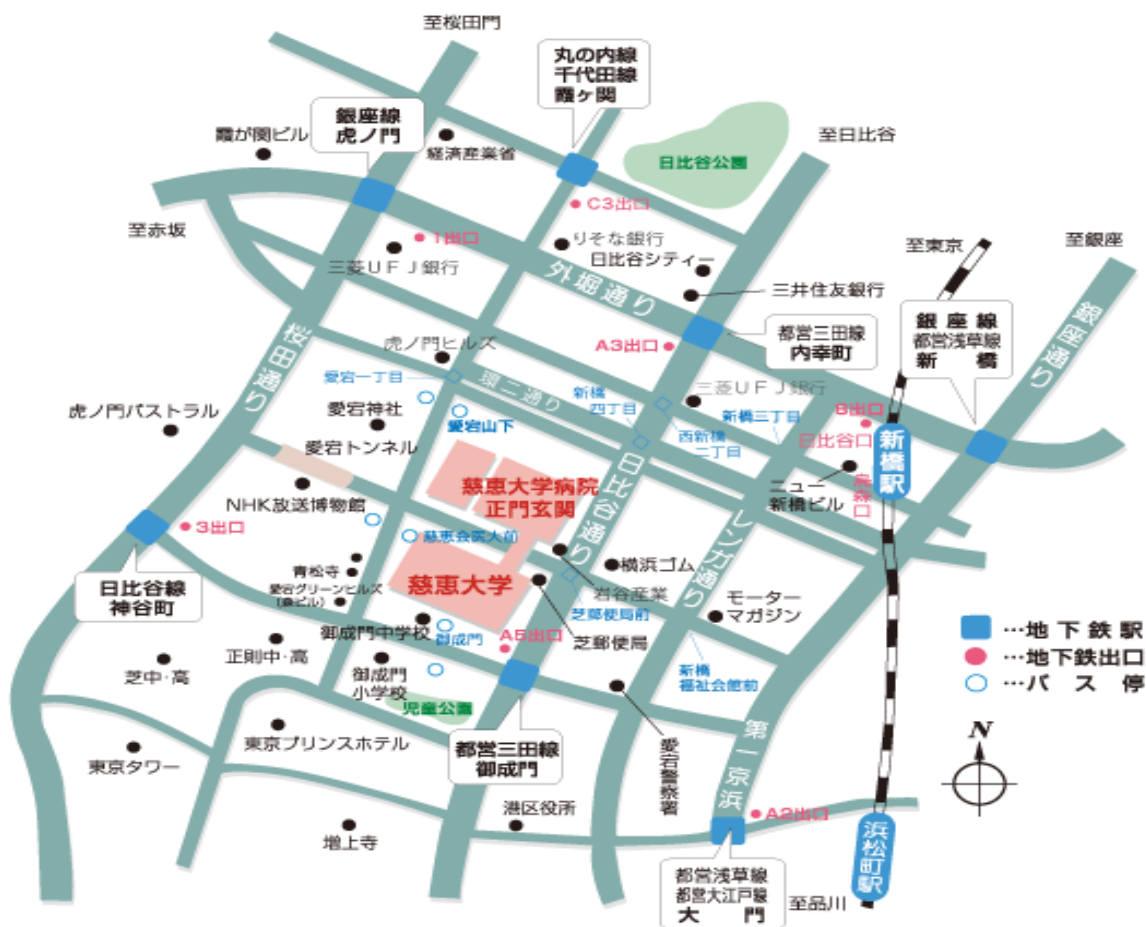 至桜田門
丸の内線
千代田線
霞ヶ関
銀座線
虎ノ門
霞が関ビル
経済産業省
日比谷公園
至日比谷
C3出口
至赤坂
1出口
りそな銀行
日比谷シティー
至東京
至銀座
三菱UFJ銀行
外堀通り
三井住友銀行
桜田通り
虎ノ門ヒルズ
A3出口
都営三田線
内幸町
銀座線
都営浅草線
新橋
銀座通り
愛宕一丁目
環二通り
新橋
四丁目
三菱UFJ銀行
新橋三丁目
8出口
日比谷口
虎ノ門パストラル
愛宕神社
愛宕山下
西新橋
二丁目
新橋駅
愛宕トンネル
日比谷通り
ニュー
新橋ビル
烏森口
慈恵大学病院
正門玄関
NHK放送博物館
レンガ通り
3出口
慈恵会医大前
横浜ゴム
日比谷線
神谷町
青松寺
愛宕グリーンヒルズ
(森ビル)
慈恵大学
岩谷産業
モーター
マガジン
芝郵便局前
御成門中学校
御成門
A5出口
芝郵便局
…地下鉄駅
正則中・高
芝中・高
御成門
小学校
新橋
福祉会館前
…地下鉄出口
…バス停
児童公園
第一京浜
N
東京プリンスホテル
都営三田線
御成門
愛宕警察署
東京タワー
港区役所
A2出口
増上寺
浜松町駅
都営浅草線
都営大江戸線
大門
至品川